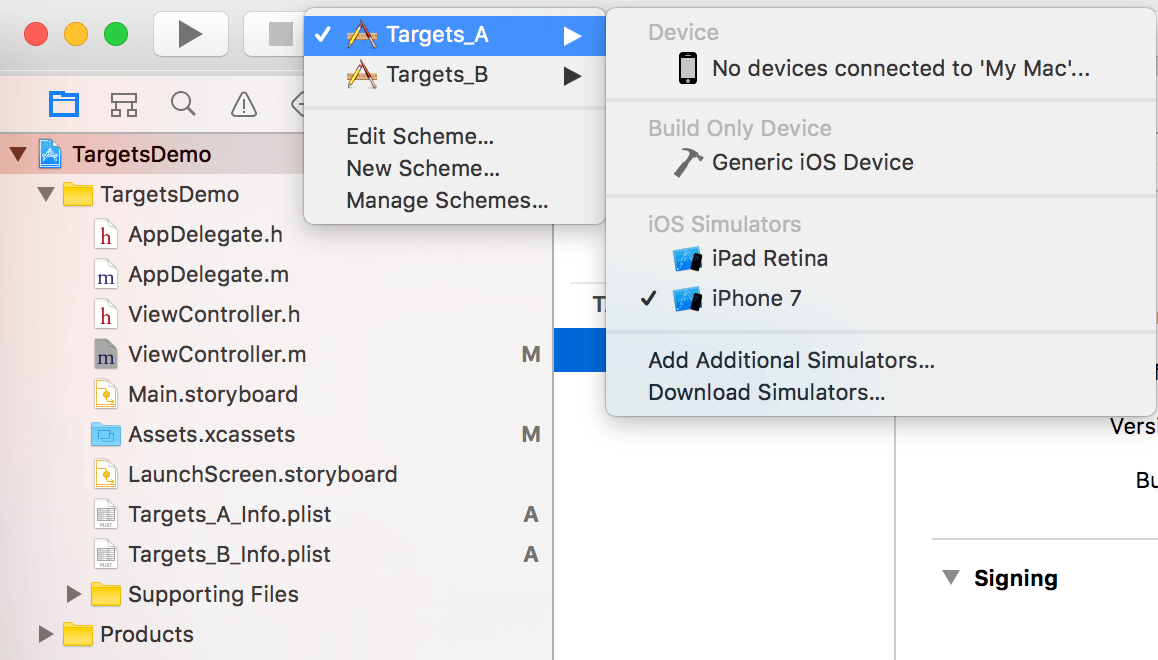 Targets_A
Targets_B
Edit Scheme...
New Scheme...
Manage Schemes...
Device
No devices connected to 'My Mac'...
Build Only Device
Generic iOS Device
iOS Simulators
iPad Retina
iPhone 7
Add Additional Simulators...
Download Simulators...
TargetsDemo
TargetsDemo
h AppDelegate.h
m AppDelegate.m
h ViewController.h
m ViewController.m M
Main.storyboard
Assets.xcassets M
LaunchScreen.storyboard
PLIST Targets_A_Info.plist A
PLIST Targets_B_Info.plist A
Supporting Files
Products
Versi
Bu
Signing